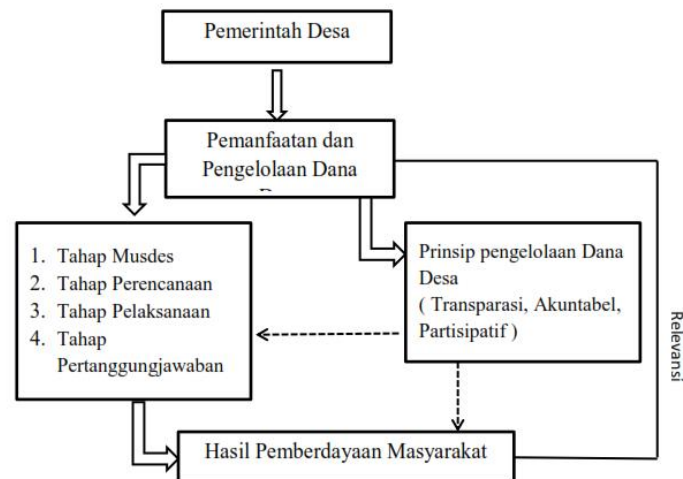 Pemerintah Desa
Pemanfaatan dan
Pengelolaan Dana
1. Tahap Musdes
2. Tahap Perencanaan
3. Tahap Pelaksanaan
4. Tahap
Pertanggungjawaban
Prinsip pengelolaan Dana
Desa
( Transparasi, Akuntabel,
Partisipatif )
Relevansi
Hasil Pemberdayaan Masyarakat